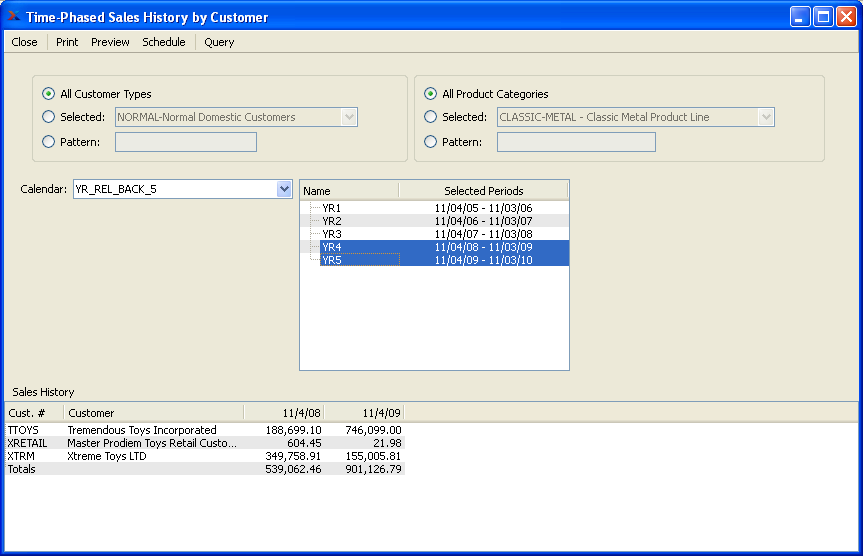 Time-Phased Sales History by Customer
Close Print Preview Schedule Query
All Customer Types
Selected: NORMAL-Normal Domestic Customers
Pattern:
All Product Categories
Selected: CLASSIC-METAL - Classic Metal Product Line
Pattern:
Calendar: YR_REL_BACK_5
Name Selected Periods
YR1 11/04/05 - 11/03/06
YR2 11/04/06 - 11/03/07
YR3 11/04/07 - 11/03/08
YR4 11/04/08 - 11/03/09
YR5 11/04/09 - 11/03/10
Sales History
Cust. # Customer 11/4/08 11/4/09
TTOYS Tremendous Toys Incorporated 188,699.10 746,099.00
XRETAIL Master Prodiem Toys Retail Custo... 604.45 21.98
XTRM Xtreme Toys LTD 349,758.91 155,005.81
Totals 539,062.46 901,126.79